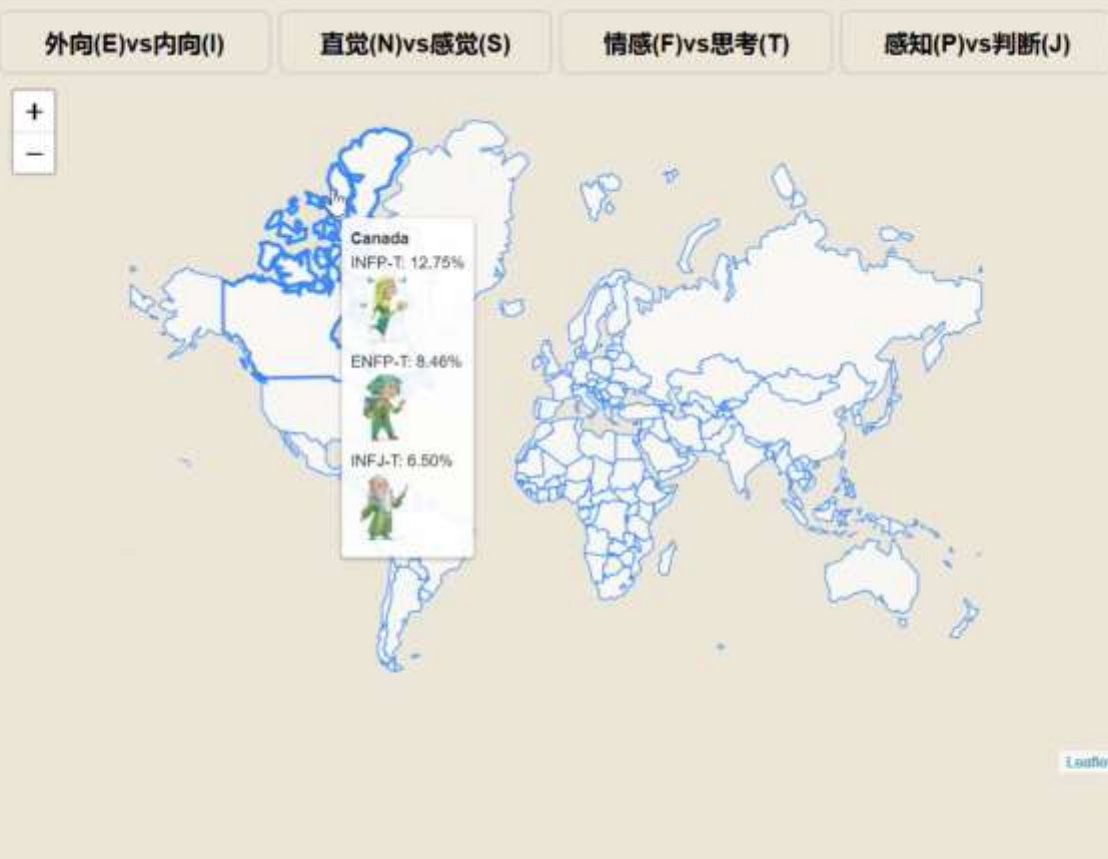 外向(E)vs内向(I)
直觉(N)vs感觉(S)
情感(F)vs思考(T)
感知(P)vs判断(J)
+
−
Canada
INFP-T: 12.75%
ENFP-T: 8.46%
INFJ-T: 6.50%